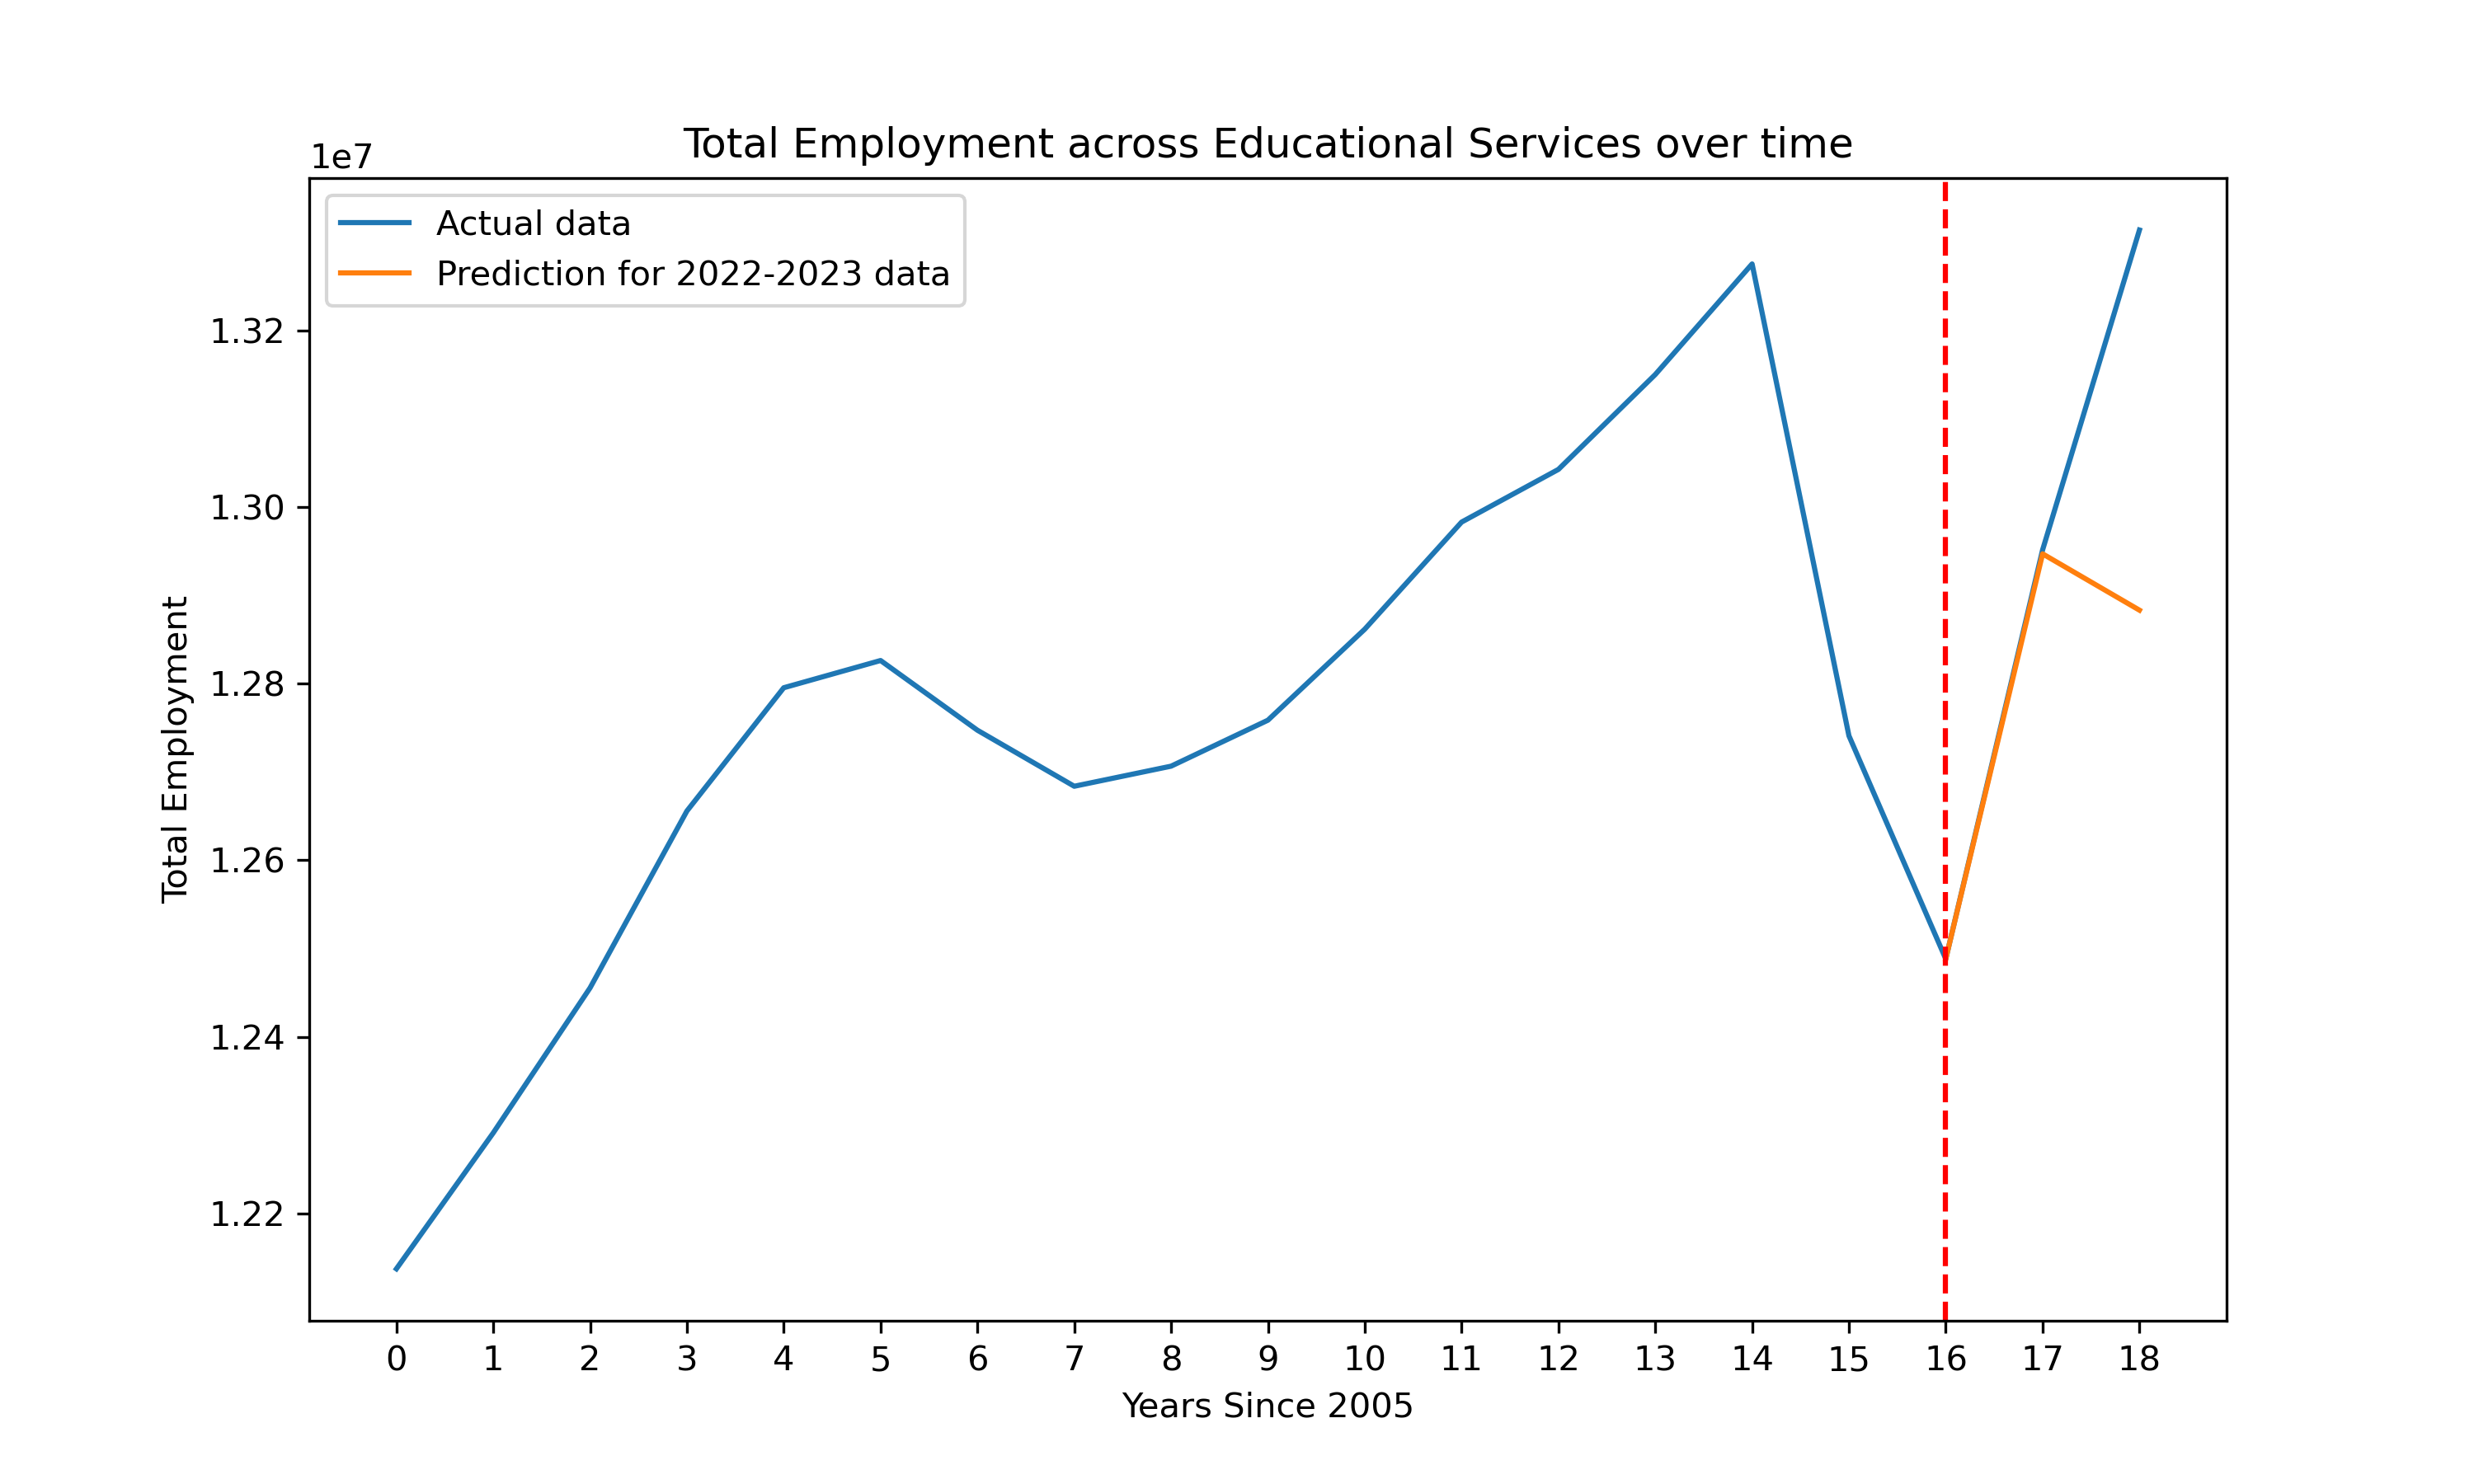 Total Employment across Educational Services over time
1e7
Actual data
Prediction for 2022-2023 data
1.32
1.30
1.28
1.26
1.24
1.22
Total Employment
0 1 2 3 4 5 6 7 8 9 10 11 12 13 14 15 16 17 18
Years Since 2005